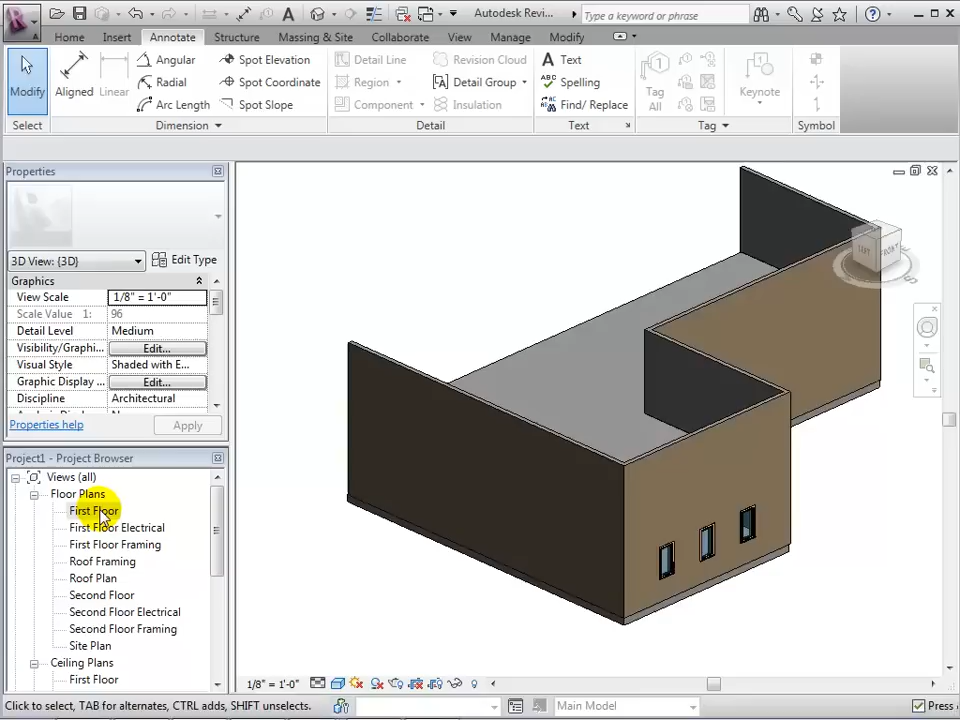 Autodesk Revi...
Type a keyword or phrase
Home Insert Annotate Structure Massing & Site Collaborate View Manage Modify
Modify
Aligned
Linear
Angular
Radial
Arc Length
Spot Elevation
Spot Coordinate
Spot Slope
Detail Line
Region
Component
Revision Cloud
Detail Group
Insulation
Text
Spelling
Find/ Replace
Tag
All
Keynote
Select Dimension Detail Text Tag Symbol
Properties
3D View: {3D}
Edit Type
Graphics
View Scale 1/8" = 1'-0"
Scale Value 1: 96
Detail Level Medium
Visibility/Graphi... Edit...
Visual Style Shaded with E...
Graphic Display ... Edit...
Discipline Architectural
Properties help
Apply
Project1 - Project Browser
Views (all)
Floor Plans
First Floor
First Floor Electrical
First Floor Framing
Roof Framing
Roof Plan
Second Floor
Second Floor Electrical
Second Floor Framing
Site Plan
Ceiling Plans
First Floor
FRONT
1/8" = 1'-0"
Click to select, TAB for alternates, CTRL adds, SHIFT unselects.
Main Model
Press